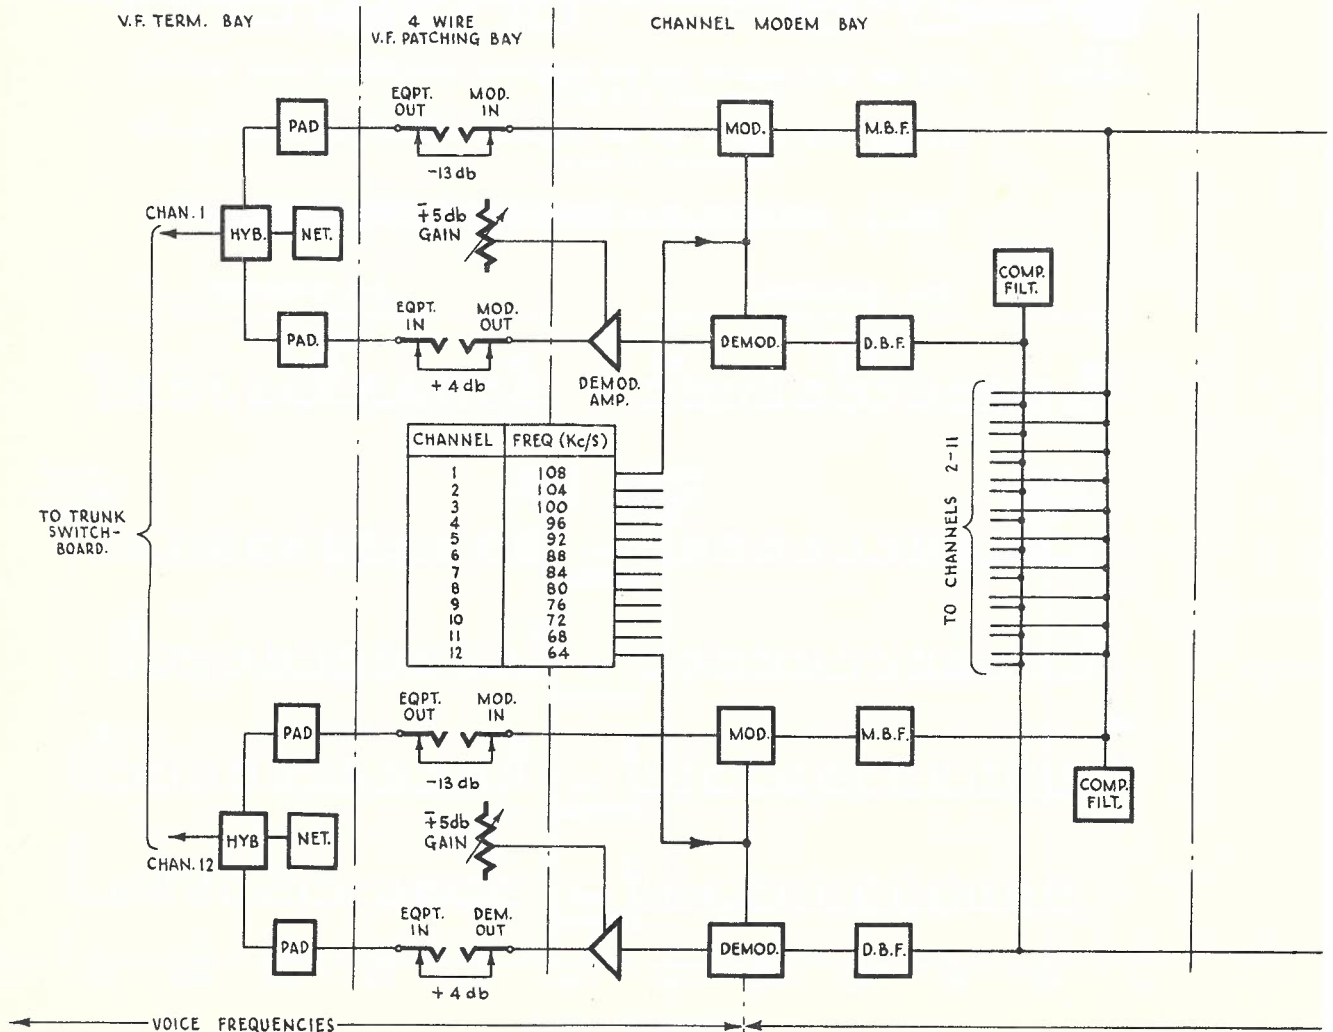 V.F. TERM. BAY
4 WIRE
V.F. PATCHING BAY
CHANNEL MODEM BAY
PAD
EQPT.
OUT
MOD.
IN
-13 db
MOD.
M.B.F.
CHAN. 1
HYB.
NET.
∓5db
GAIN
COMP.
FILT.
PAD.
EQPT.
IN
MOD.
OUT
+ 4 db
DEMOD.
AMP.
DEMOD.
D.B.F.
CHANNEL FREQ (Kc/S)
1 108
2 104
3 100
4 96
5 92
6 88
7 84
8 80
9 76
10 72
11 68
12 64
TO CHANNELS 2-11
TO TRUNK
SWITCH-
BOARD.
PAD
EQPT.
OUT
MOD.
IN
-13 db
MOD.
M.B.F.
COMP.
FILT.
HYB
NET.
CHAN. 12
∓5db
GAIN
PAD
EQPT.
IN
DEM.
OUT
+ 4 db
DEMOD.
D.B.F.
VOICE FREQUENCIES